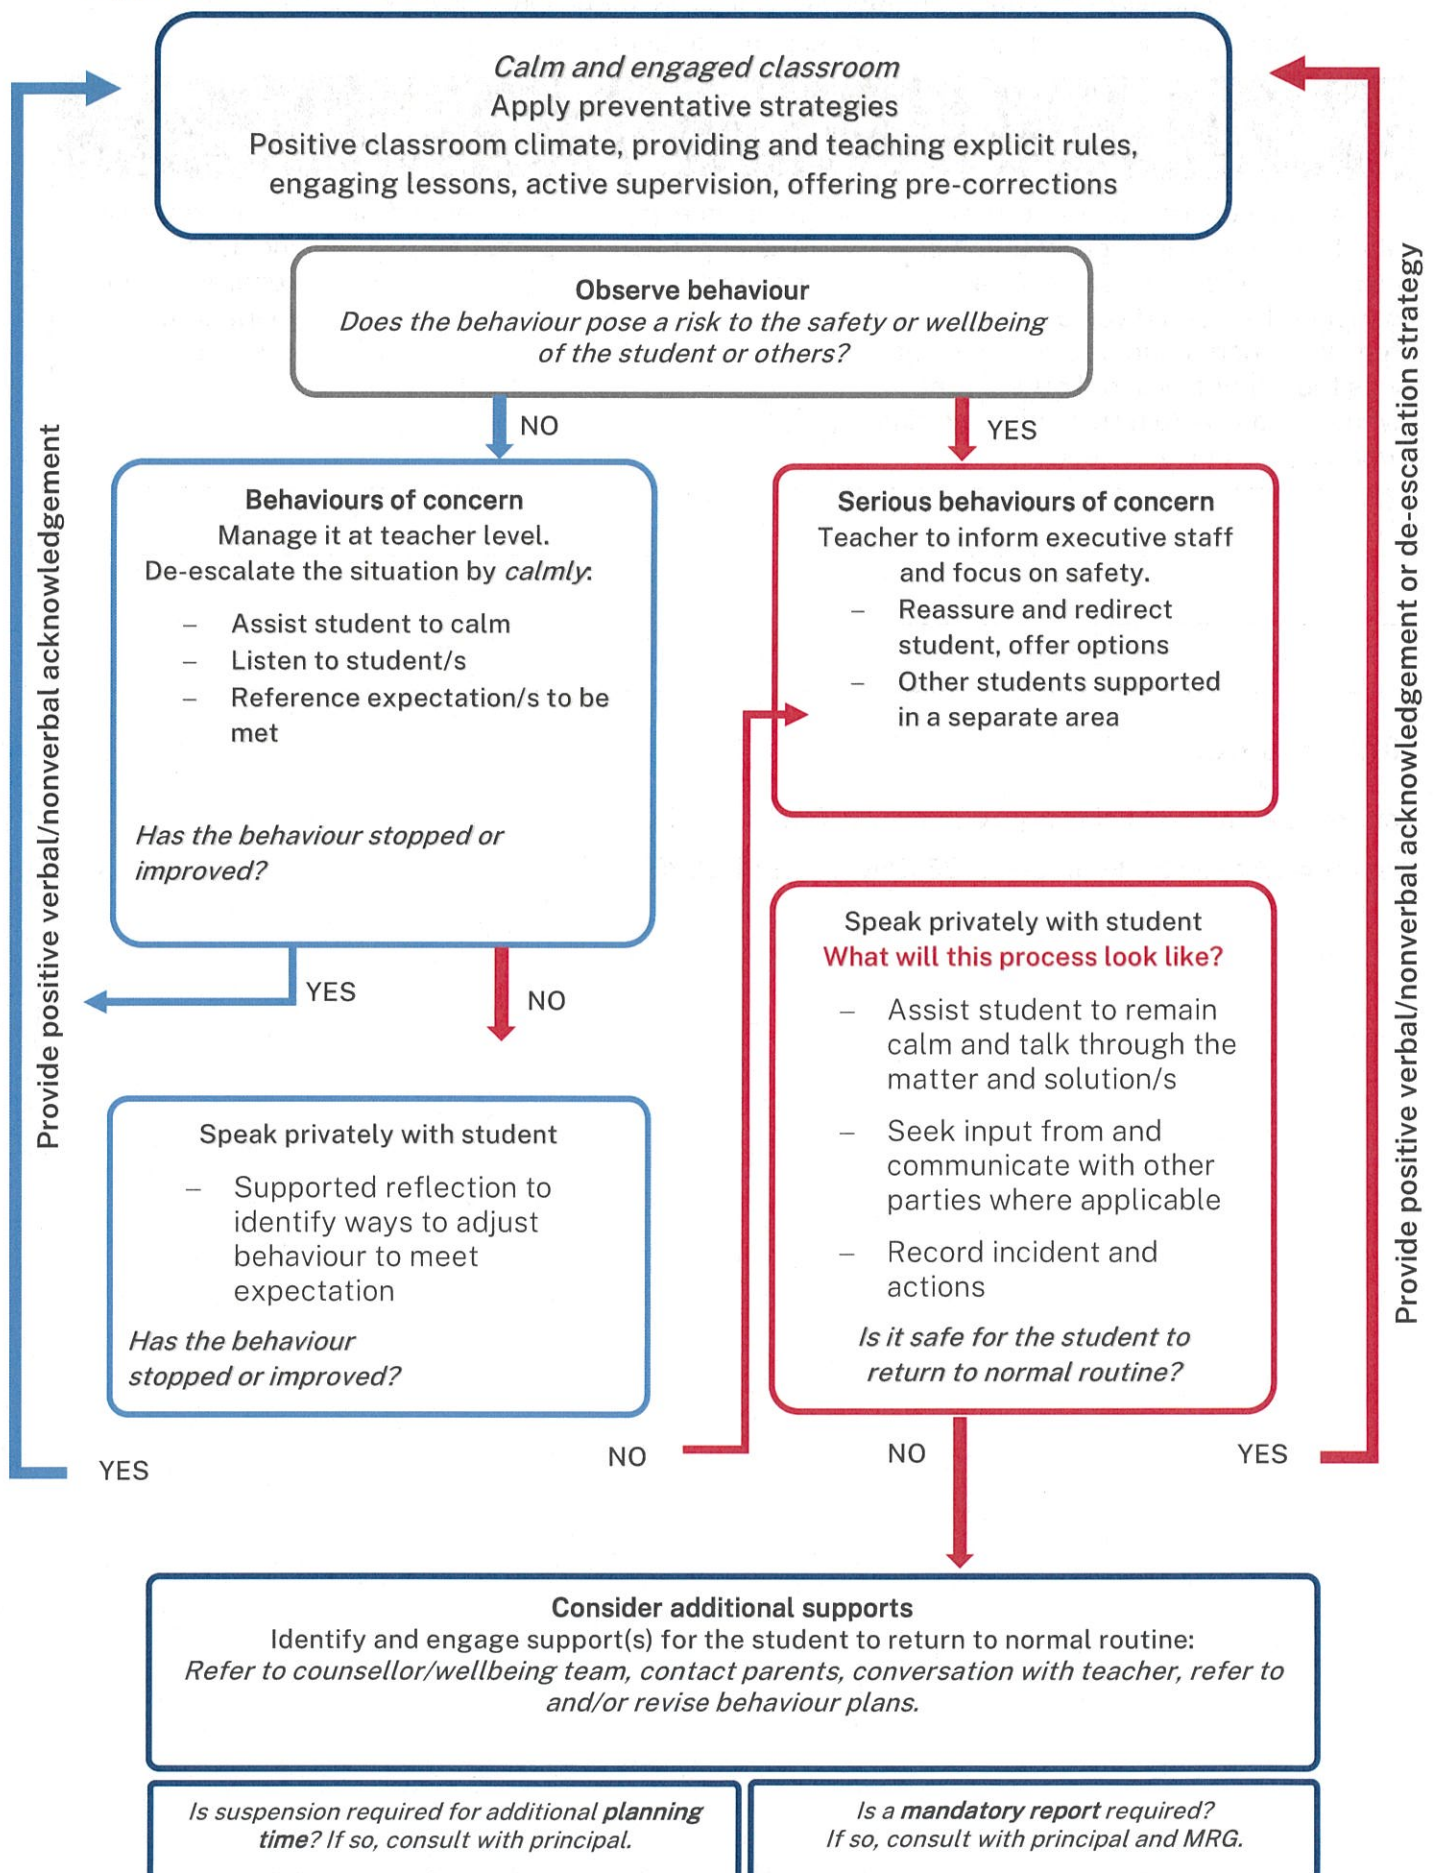 Calm and engaged classroom
Apply preventative strategies
Positive classroom climate, providing and teaching explicit rules,
engaging lessons, active supervision, offering pre-corrections
Observe behaviour
Does the behaviour pose a risk to the safety or wellbeing
of the student or others?
NO
YES
Behaviours of concern
Manage it at teacher level.
De-escalate the situation by calmly:
– Assist student to calm
– Listen to student/s
– Reference expectation/s to be
met
Has the behaviour stopped or
improved?
YES
NO
Serious behaviours of concern
Teacher to inform executive staff
and focus on safety.
– Reassure and redirect
student, offer options
– Other students supported
in a separate area
Speak privately with student
– Supported reflection to
identify ways to adjust
behaviour to meet
expectation
Has the behaviour
stopped or improved?
YES
NO
Speak privately with student
What will this process look like?
– Assist student to remain
calm and talk through the
matter and solution/s
– Seek input from and
communicate with other
parties where applicable
– Record incident and
actions
Is it safe for the student to
return to normal routine?
NO
YES
Provide positive verbal/nonverbal acknowledgement
Provide positive verbal/nonverbal acknowledgement or de-escalation strategy
Consider additional supports
Identify and engage support(s) for the student to return to normal routine:
Refer to counsellor/wellbeing team, contact parents, conversation with teacher, refer to
and/or revise behaviour plans.
Is suspension required for additional planning
time? If so, consult with principal.
Is a mandatory report required?
If so, consult with principal and MRG.